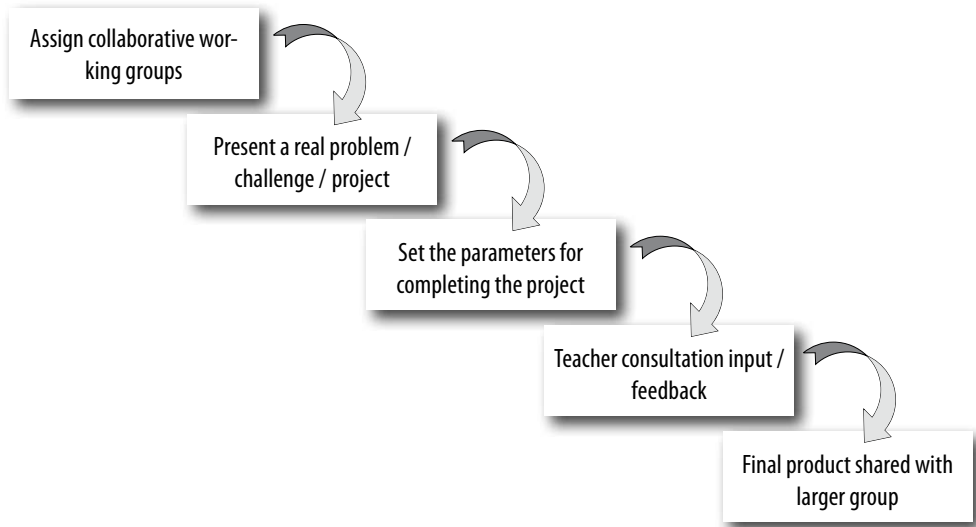 Assign collaborative wor-
king groups
Present a real problem /
challenge / project
Set the parameters for
completing the project
Teacher consultation input /
feedback
Final product shared with
larger group